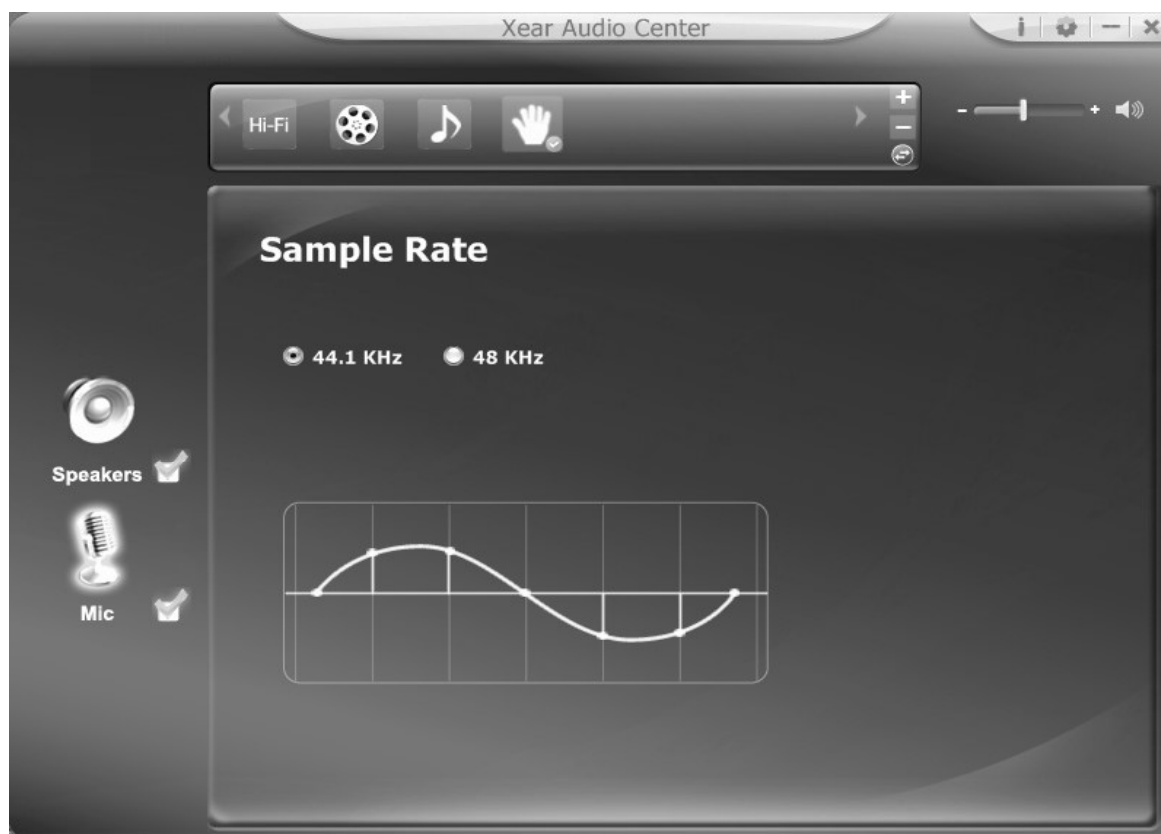 Xear Audio Center
Hi-Fi
Sample Rate
44.1 KHz 48 KHz
Speakers
Mic